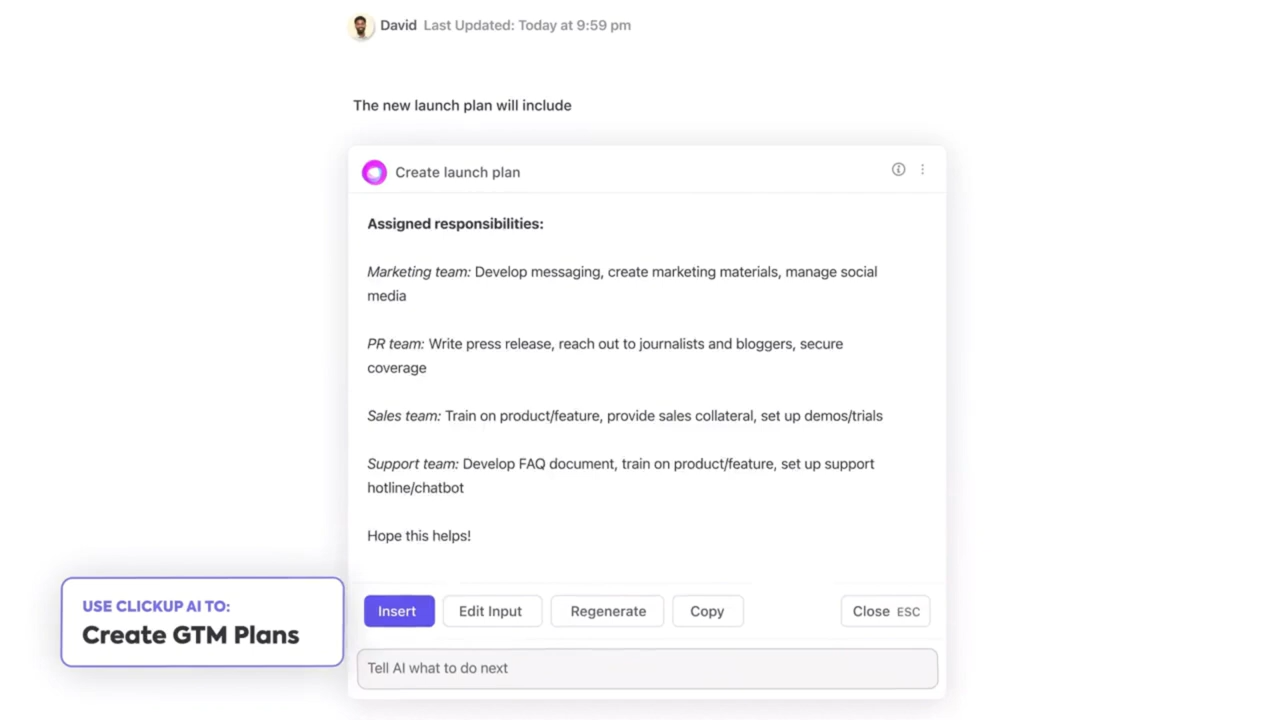 David Last Updated: Today at 9:59 pm
The new launch plan will include
Create launch plan
Assigned responsibilities:
Marketing team: Develop messaging, create marketing materials, manage social
media
PR team: Write press release, reach out to journalists and bloggers, secure
coverage
Sales team: Train on product/feature, provide sales collateral, set up demos/trials
Support team: Develop FAQ document, train on product/feature, set up support
hotline/chatbot
Hope this helps!
USE CLICKUP AI TO:
Create GTM Plans
Insert Edit Input Regenerate Copy Close ESC
Tell AI what to do next